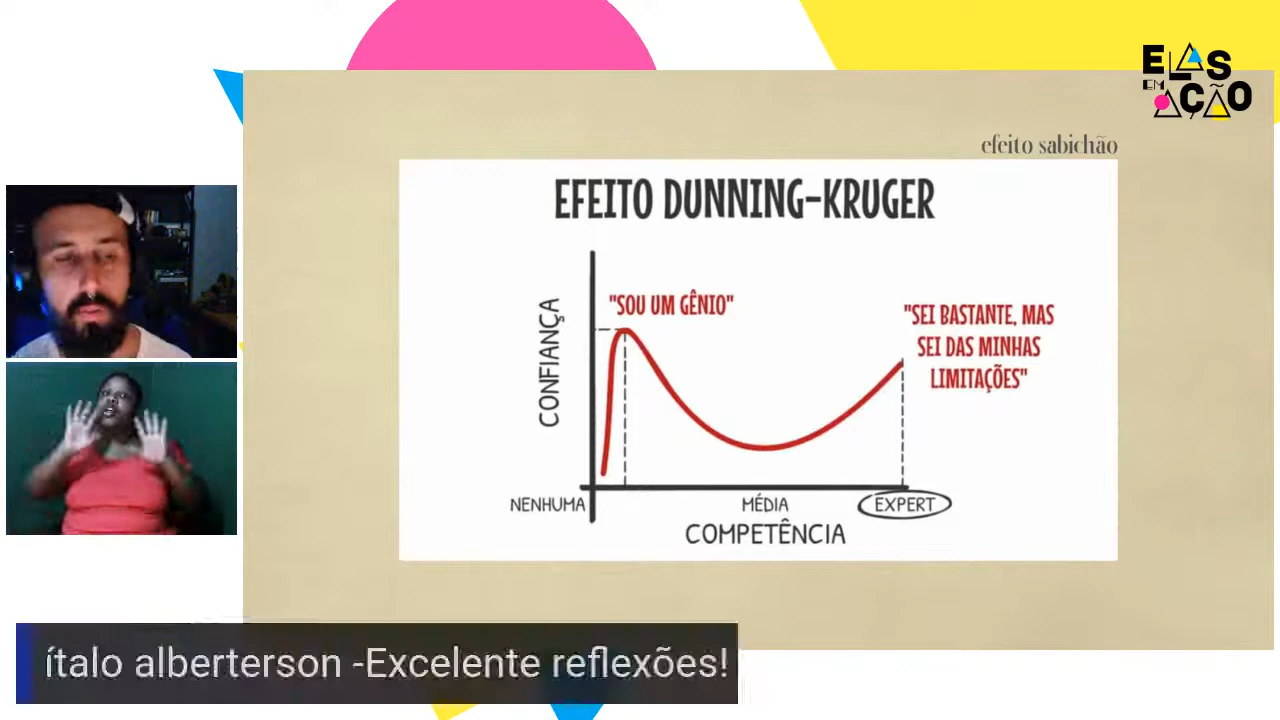 ELAS
EM
AÇÃO
efeito sabichão
EFEITO DUNNING-KRUGER
"SOU UM GÊNIO"
"SEI BASTANTE, MAS
SEI DAS MINHAS
LIMITAÇÕES"
CONFIANÇA
NENHUMA
MÉDIA
EXPERT
COMPETÊNCIA
ítalo alberterson -Excelente reflexões!